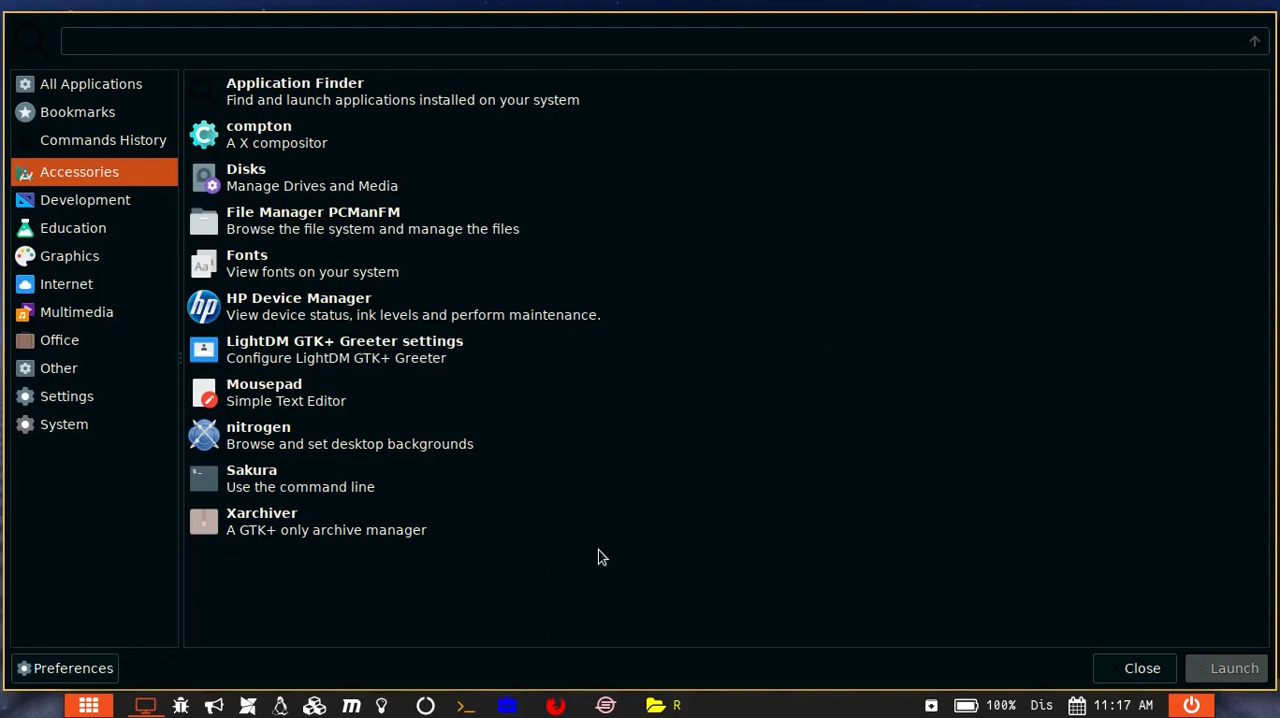 All Applications
Bookmarks
Commands History
Accessories
Development
Education
Graphics
Internet
Multimedia
Office
Other
Settings
System
Application Finder
Find and launch applications installed on your system
compton
A X compositor
Disks
Manage Drives and Media
File Manager PCManFM
Browse the file system and manage the files
Fonts
View fonts on your system
HP Device Manager
View device status, ink levels and perform maintenance.
LightDM GTK+ Greeter settings
Configure LightDM GTK+ Greeter
Mousepad
Simple Text Editor
nitrogen
Browse and set desktop backgrounds
Sakura
Use the command line
Xarchiver
A GTK+ only archive manager
Preferences
Close
Launch
R
100%
Dis
11:17 AM